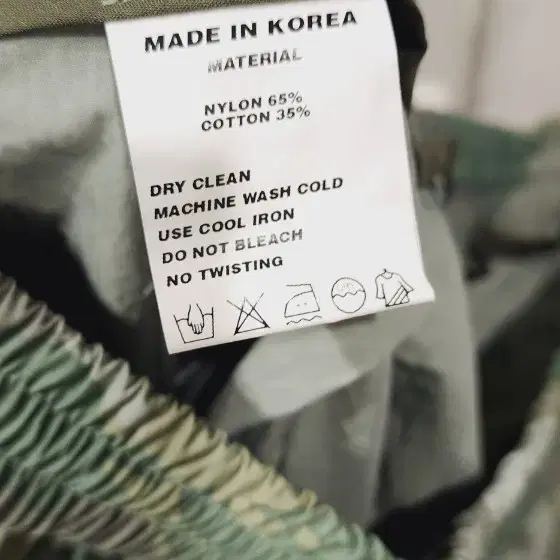 MADE IN KOREA
MATERIAL
NYLON 65%
COTTON 35%
DRY CLEAN
MACHINE WASH COLD
USE COOL IRON
DO NOT BLEACH
NO TWISTING